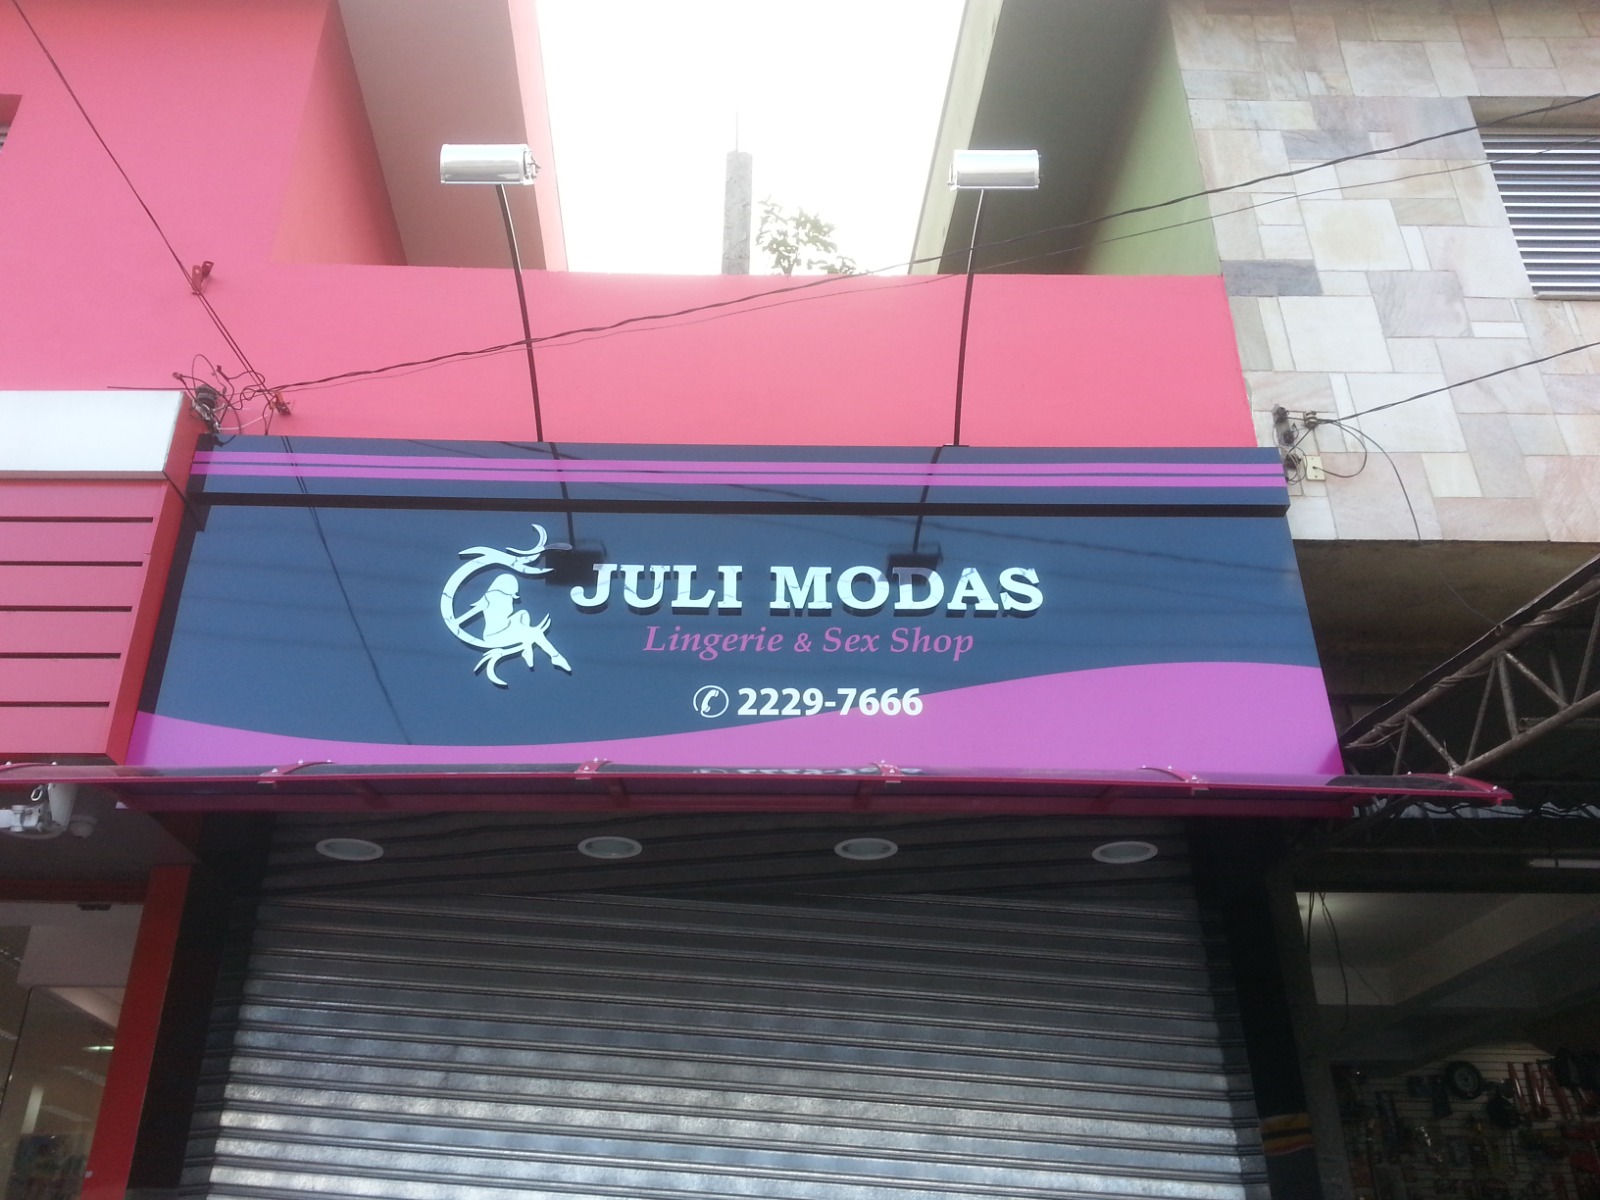 JULI MODAS
Lingerie & Sex Shop
2229-7666